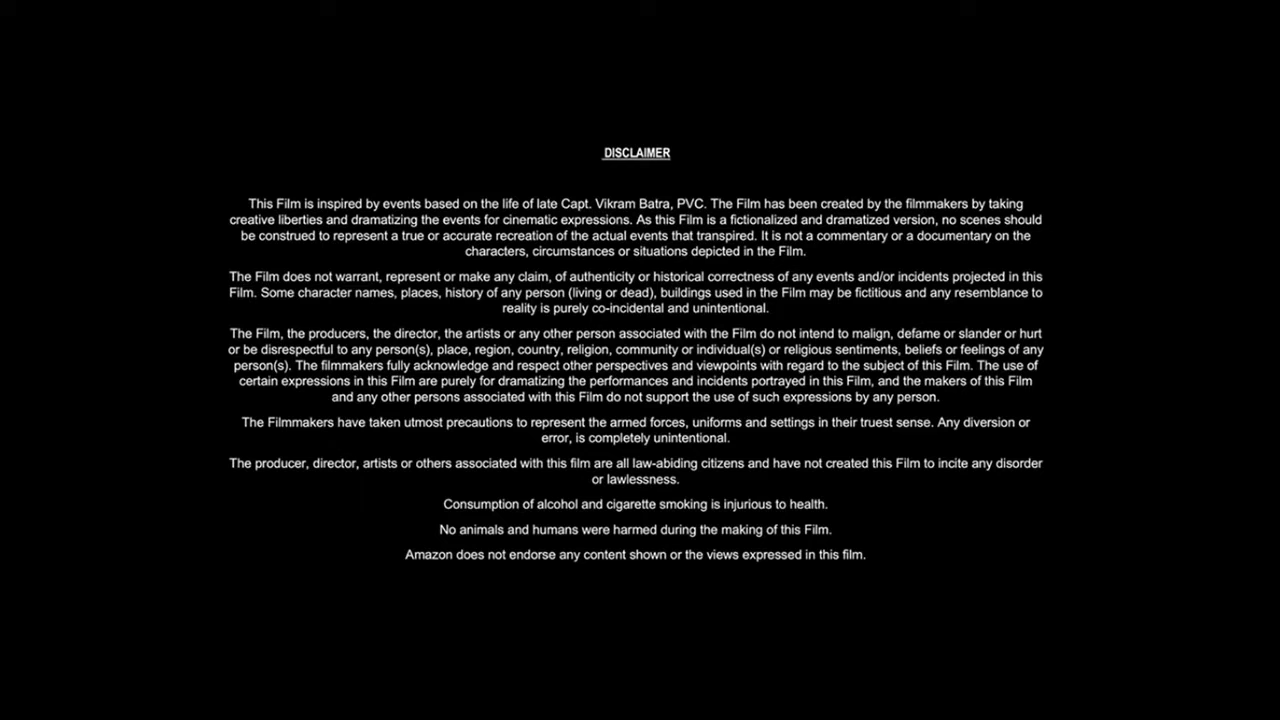 DISCLAIMER
This Film is inspired by events based on the life of late Capt. Vikram Batra, PVC. The Film has been created by the filmmakers by taking
creative liberties and dramatizing the events for cinematic expressions. As this Film is a fictionalized and dramatized version, no scenes should
be construed to represent a true or accurate recreation of the actual events that transpired. It is not a commentary or a documentary on the
characters, circumstances or situations depicted in the Film.
The Film does not warrant, represent or make any claim, of authenticity or historical correctness of any events and/or incidents projected in this
Film. Some character names, places, history of any person (living or dead), buildings used in the Film may be fictitious and any resemblance to
reality is purely co-incidental and unintentional.
The Film, the producers, the director, the artists or any other person associated with the Film do not intend to malign, defame or slander or hurt
or be disrespectful to any person(s), place, region, country, religion, community or individual(s) or religious sentiments, beliefs or feelings of any
person(s). The filmmakers fully acknowledge and respect other perspectives and viewpoints with regard to the subject of this Film. The use of
certain expressions in this Film are purely for dramatizing the performances and incidents portrayed in this Film, and the makers of this Film
and any other persons associated with this Film do not support the use of such expressions by any person.
The Filmmakers have taken utmost precautions to represent the armed forces, uniforms and settings in their truest sense. Any diversion or
error, is completely unintentional.
The producer, director, artists or others associated with this film are all law-abiding citizens and have not created this Film to incite any disorder
or lawlessness.
Consumption of alcohol and cigarette smoking is injurious to health.
No animals and humans were harmed during the making of this Film.
Amazon does not endorse any content shown or the views expressed in this film.